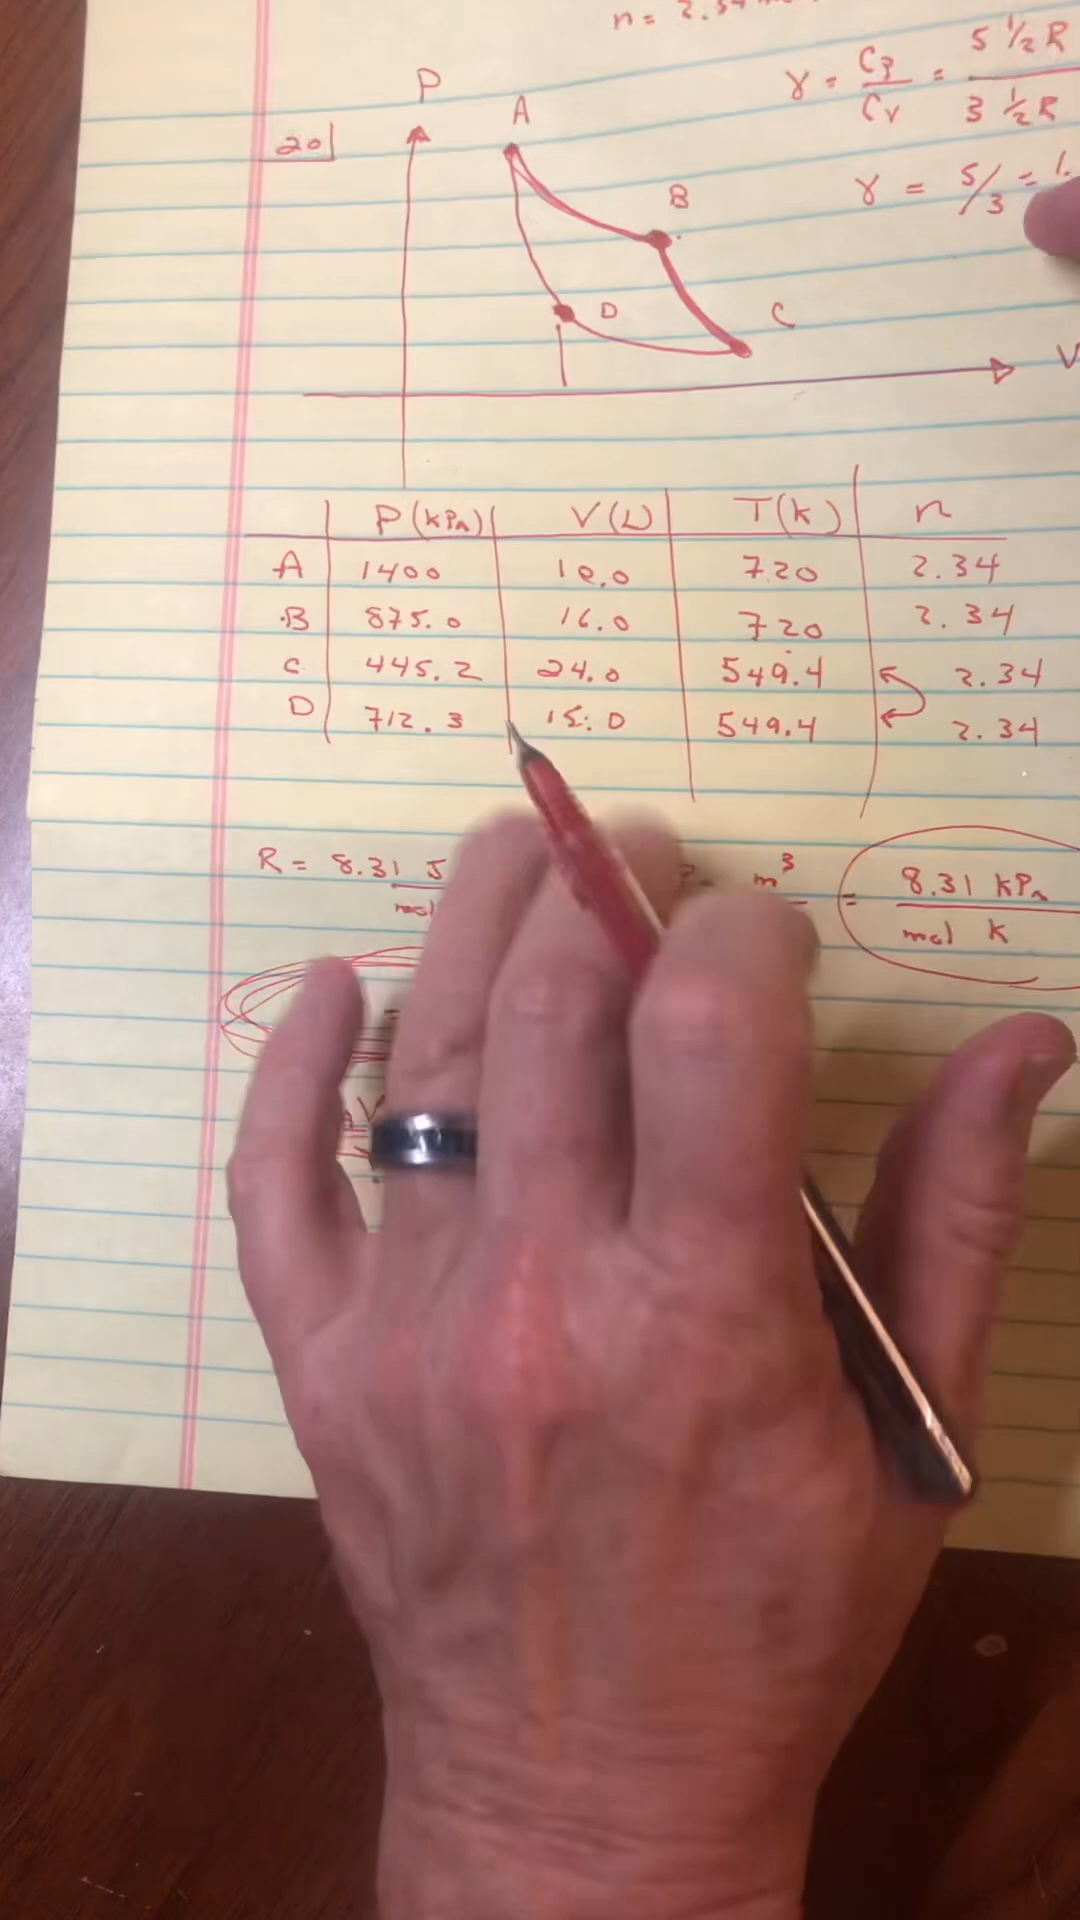 n = 2.34
P
A
γ = Cp/Cv = 5 ½ R / 3 ½ R
20
B
γ = 5/3 = 1.
D
C
V
P (kPa) V (L) T (K) n
A 1400 10.0 720 2.34
B 875.0 16.0 720 2.34
C 445.2 24.0 549.4 2.34
D 712.3 15.0 549.4 2.34
R = 8.31 J / mol m³ = 8.31 kPa / mol K